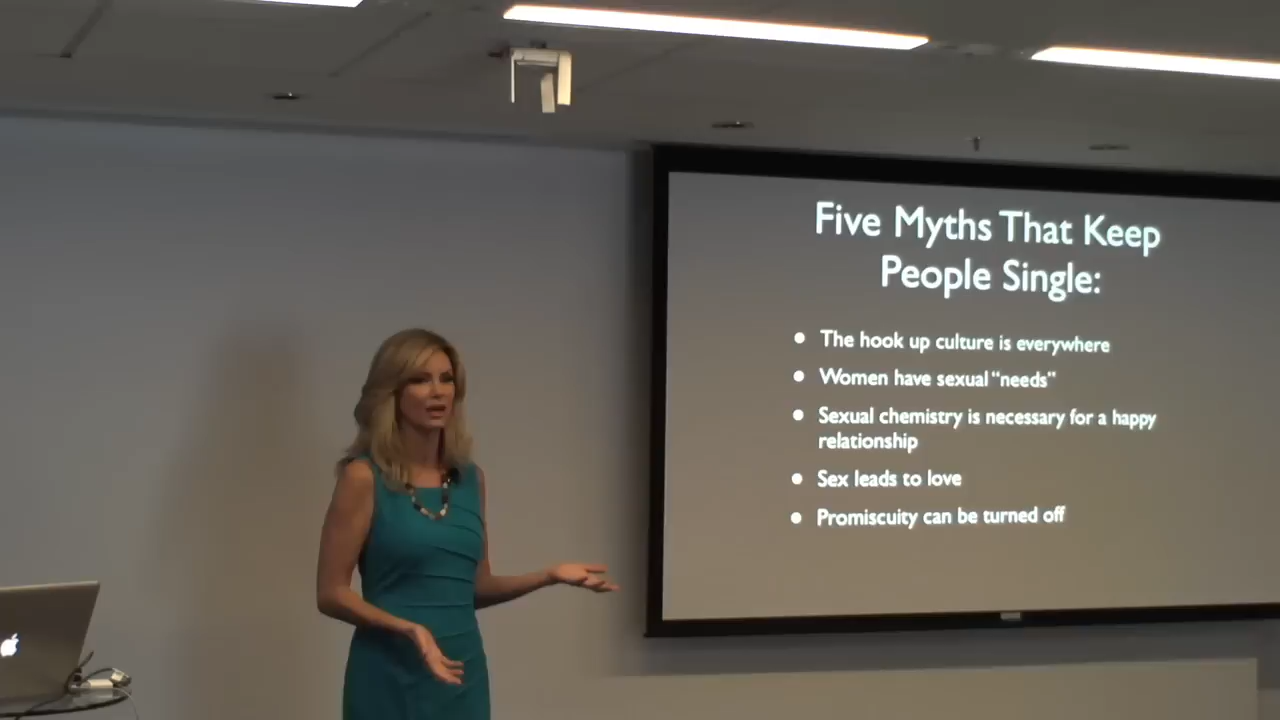 Five Myths That Keep
People Single:
• The hook up culture is everywhere
• Women have sexual "needs"
• Sexual chemistry is necessary for a happy
relationship
• Sex leads to love
• Promiscuity can be turned off